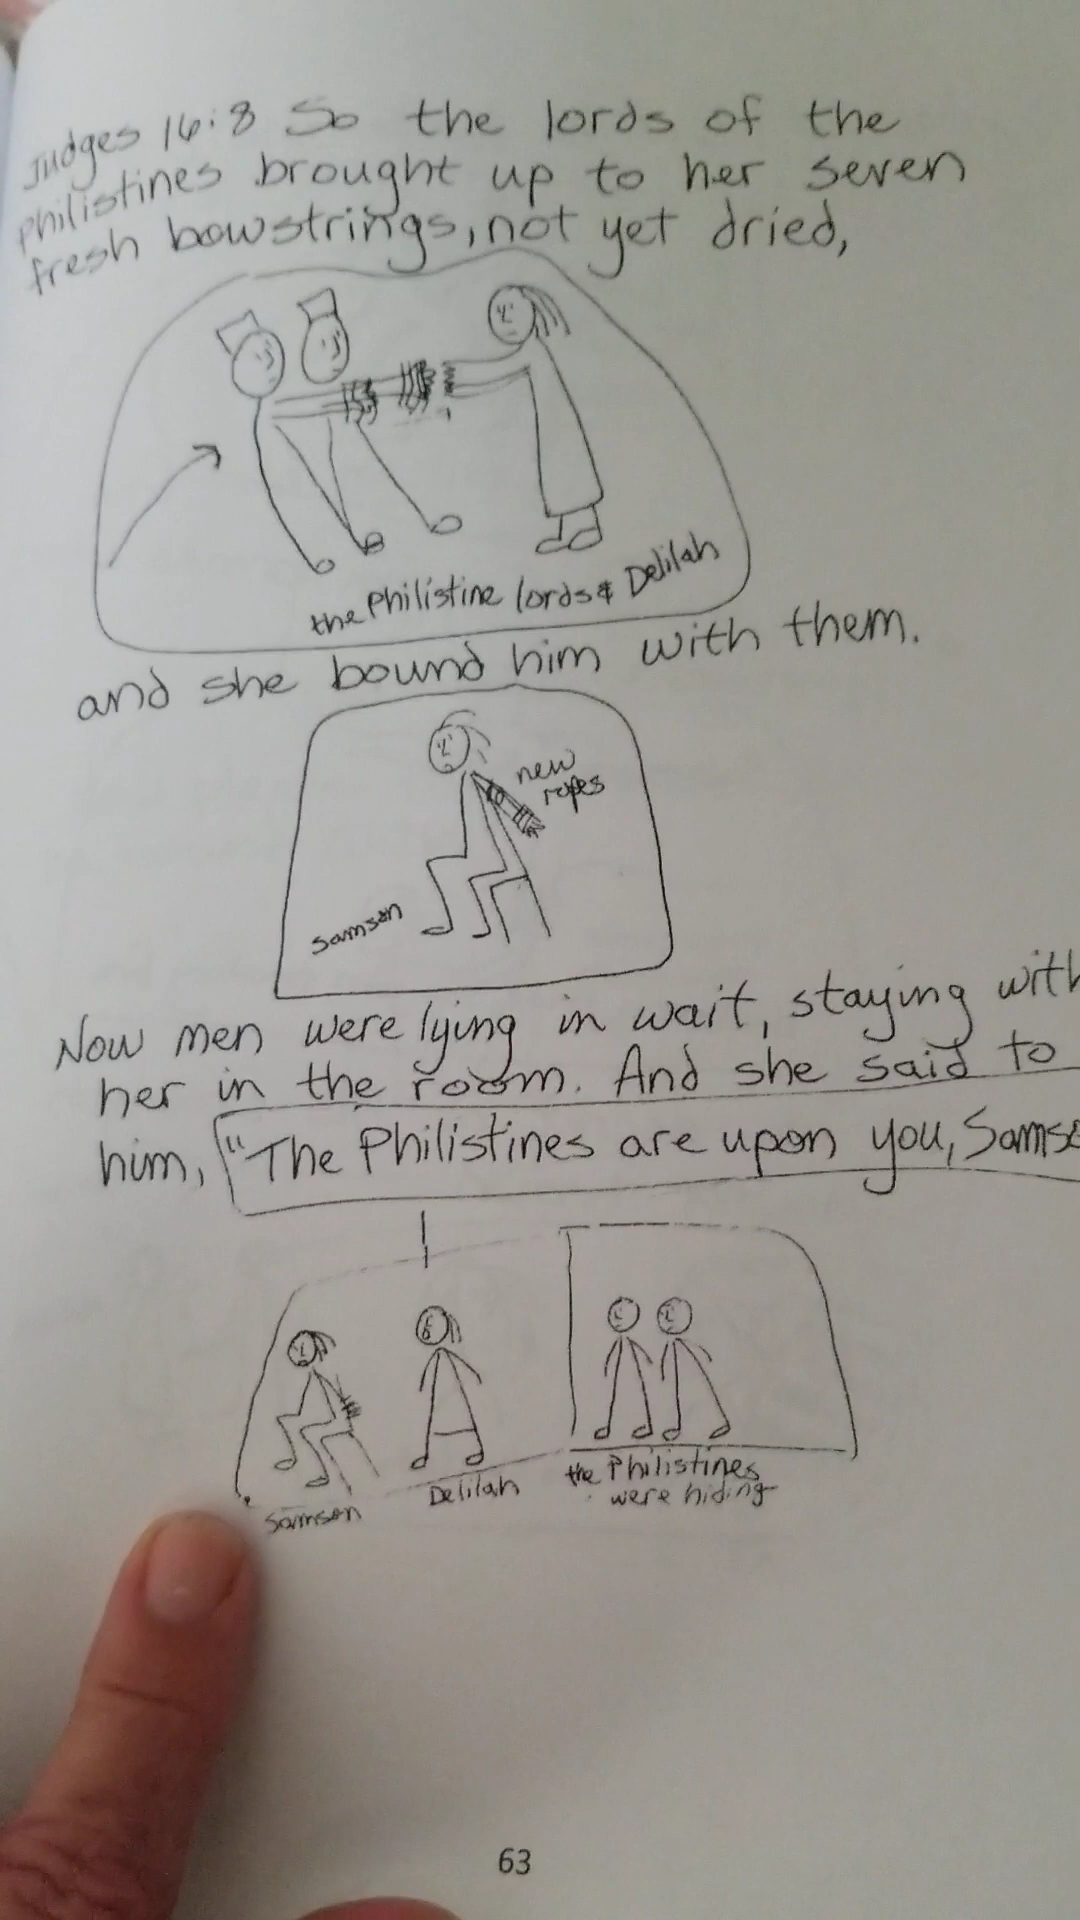 Judges 16:8 So the lords of the
Philistines brought up to her seven
fresh bowstrings, not yet dried,
the Philistine lords & Delilah
and she bound him with them.
new
ropes
Samson
Now men were lying in wait, staying with
her in the room. And she said to
him, "The Philistines are upon you, Samso
Samson
Delilah
the Philistines
were hiding
63